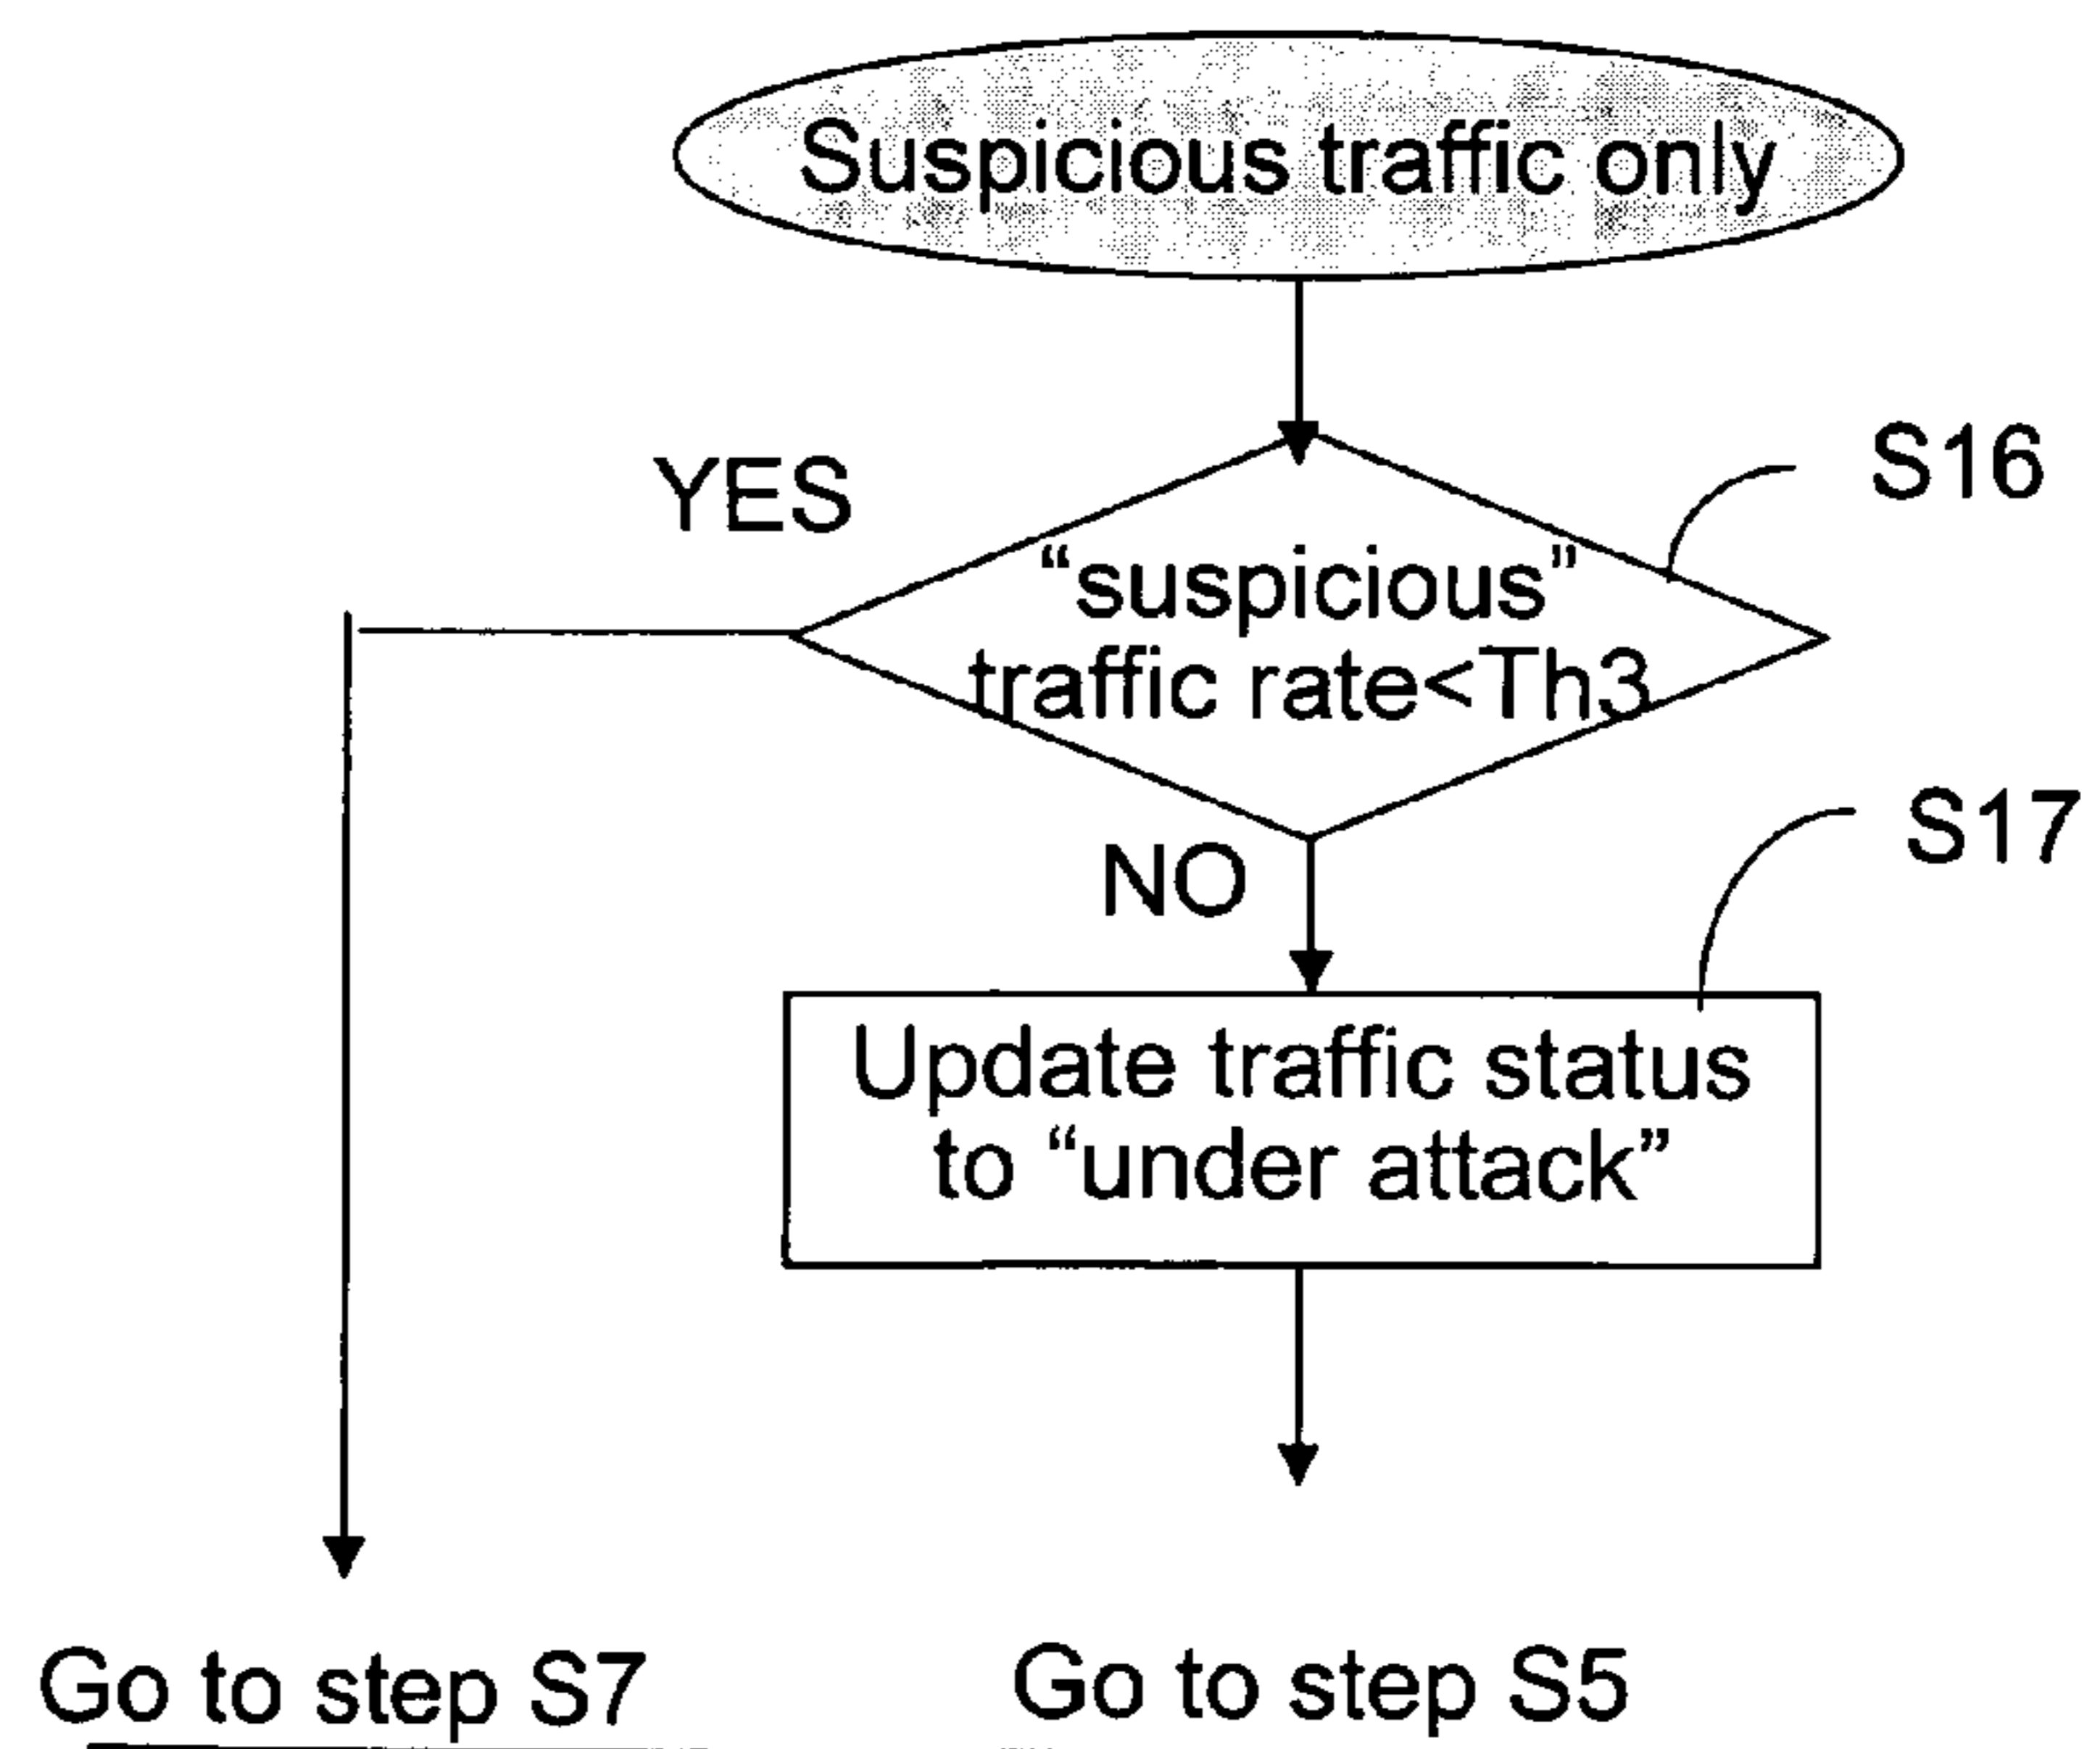 Suspicious traffic only
YES
S16
“suspicious”
traffic rate<Th3
S17
NO
Update traffic status
to “under attack”
Go to step S7
Go to step S5